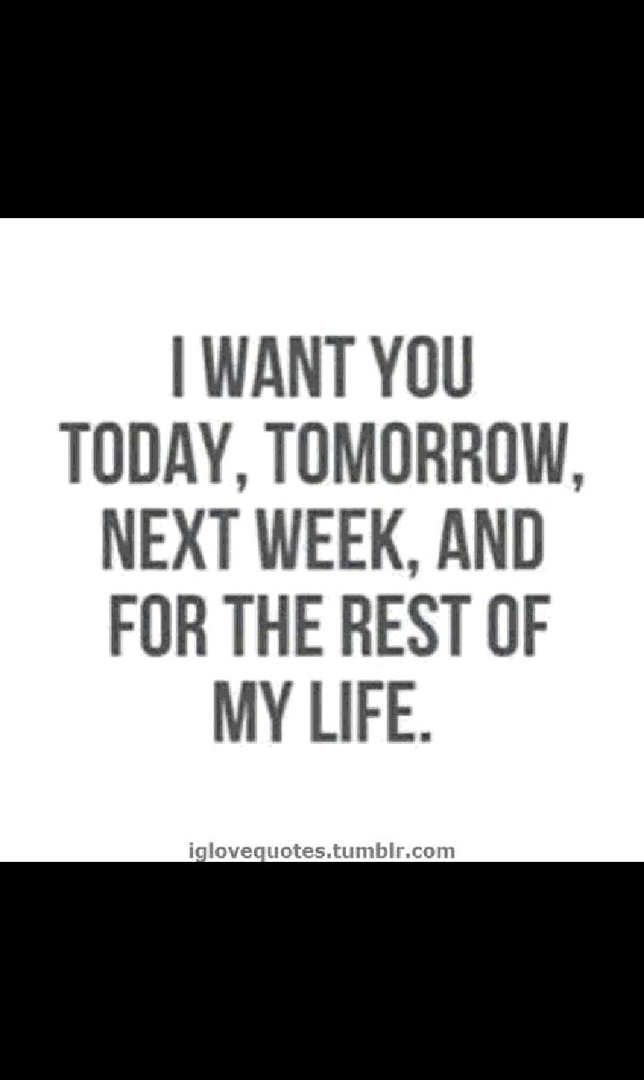 I WANT YOU
TODAY, TOMORROW,
NEXT WEEK, AND
FOR THE REST OF
MY LIFE.
iglovequotes.tumblr.com